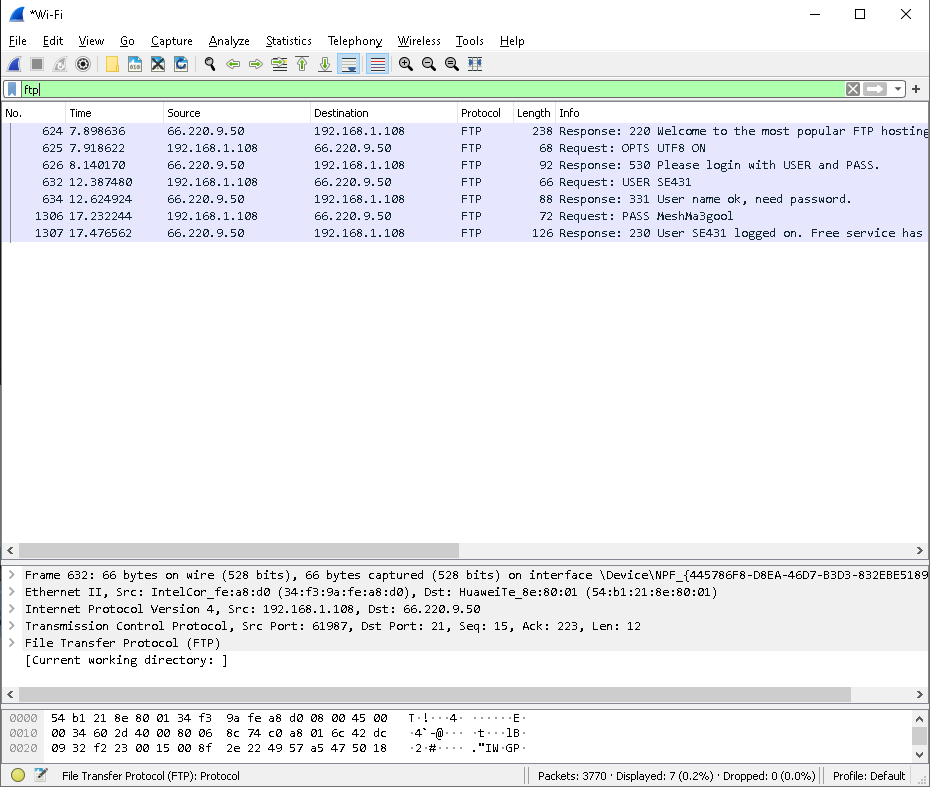 *Wi-Fi
File Edit View Go Capture Analyze Statistics Telephony Wireless Tools Help
ftp
No. Time Source Destination Protocol Length Info
624 7.898636 66.220.9.50 192.168.1.108 FTP 238 Response: 220 Welcome to the most popular FTP hosting
625 7.918622 192.168.1.108 66.220.9.50 FTP 68 Request: OPTS UTF8 ON
626 8.140170 66.220.9.50 192.168.1.108 FTP 92 Response: 530 Please login with USER and PASS.
632 12.387480 192.168.1.108 66.220.9.50 FTP 66 Request: USER SE431
634 12.624924 66.220.9.50 192.168.1.108 FTP 88 Response: 331 User name ok, need password.
1306 17.232244 192.168.1.108 66.220.9.50 FTP 72 Request: PASS MeshMa3gool
1307 17.476562 66.220.9.50 192.168.1.108 FTP 126 Response: 230 User SE431 logged on. Free service has
Frame 632: 66 bytes on wire (528 bits), 66 bytes captured (528 bits) on interface \Device\NPF_{445786F8-D8EA-46D7-B3D3-832EBE5189
Ethernet II, Src: IntelCor_fe:a8:d0 (34:f3:9a:fe:a8:d0), Dst: HuaweiTe_8e:80:01 (54:b1:21:8e:80:01)
Internet Protocol Version 4, Src: 192.168.1.108, Dst: 66.220.9.50
Transmission Control Protocol, Src Port: 61987, Dst Port: 21, Seq: 15, Ack: 223, Len: 12
File Transfer Protocol (FTP)
[Current working directory: ]
0000 54 b1 21 8e 80 01 34 f3 9a fe a8 d0 08 00 45 00 T·!···4· ······E·
0010 00 34 60 2d 40 00 80 06 8c 74 c0 a8 01 6c 42 dc ·4`-@··· ·t···lB·
0020 09 32 f2 23 00 15 00 8f 2e 22 49 57 a5 47 50 18 ·2·#···· ."IW·GP·
File Transfer Protocol (FTP): Protocol
Packets: 3770 · Displayed: 7 (0.2%) · Dropped: 0 (0.0%)
Profile: Default